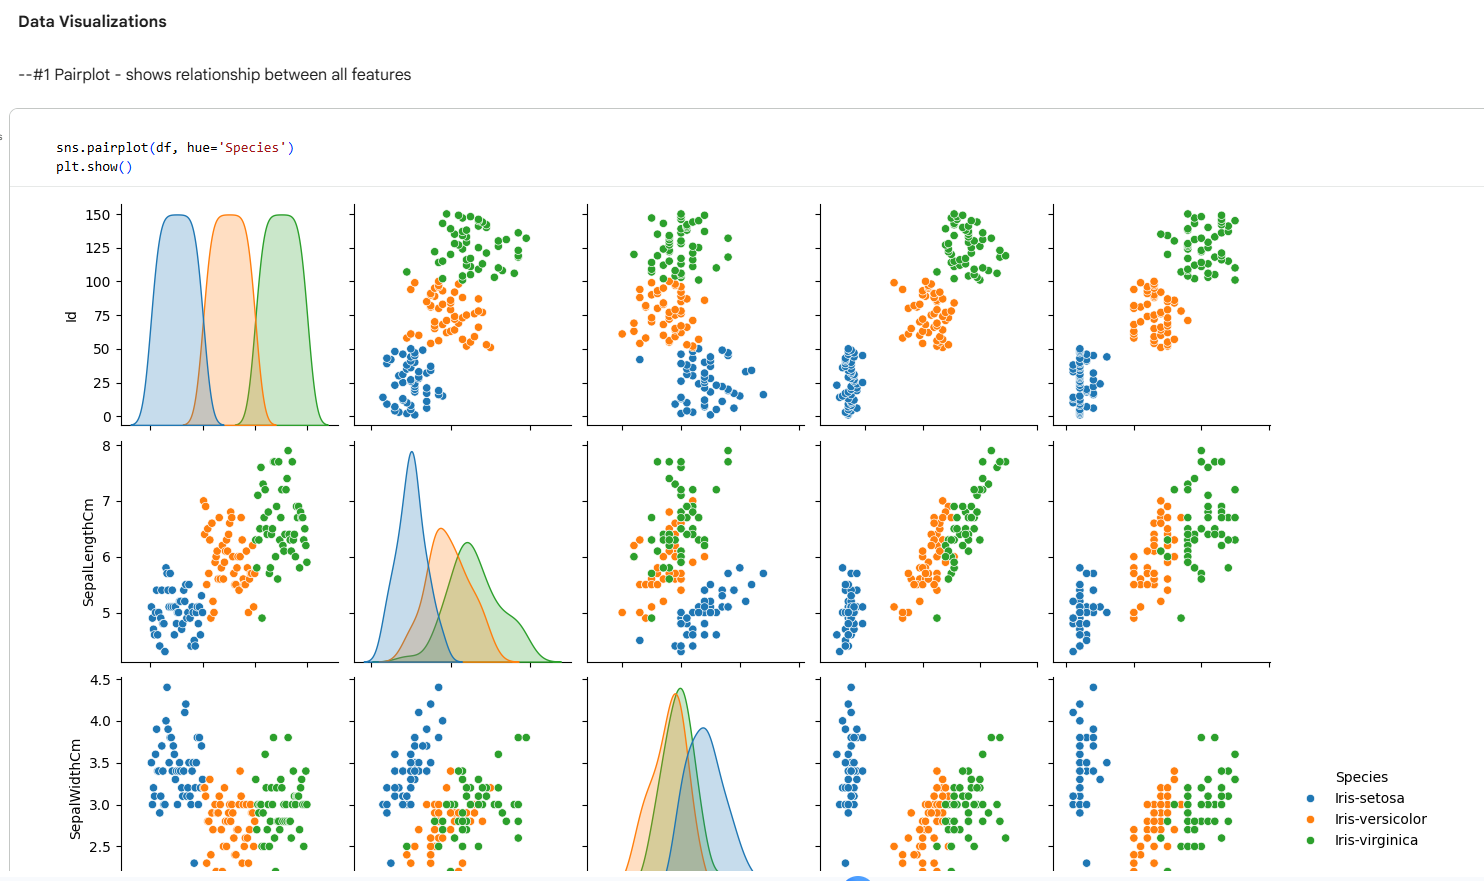 Data Visualizations
--#1 Pairplot - shows relationship between all features
sns.pairplot(df, hue='Species')
plt.show()
150
125
100
75
50
25
0
Id
8
7
6
5
SepalLengthCm
4.5
4.0
3.5
3.0
2.5
SepalWidthCm
Species
Iris-setosa
Iris-versicolor
Iris-virginica